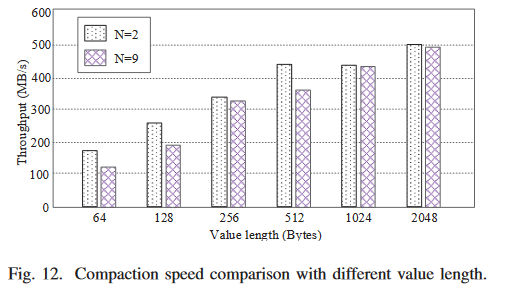 600
500
400
300
200
100
0
Throughput (MB/s)
N=2
N=9
64 128 256 512 1024 2048
Value length (Bytes)
Fig. 12. Compaction speed comparison with different value length.